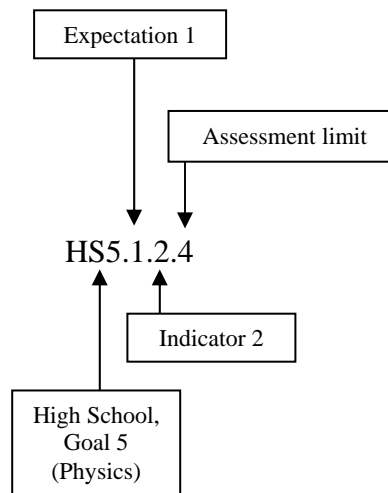 Expectation 1
Assessment limit
HS5.1.2.4
Indicator 2
High School,
Goal 5
(Physics)